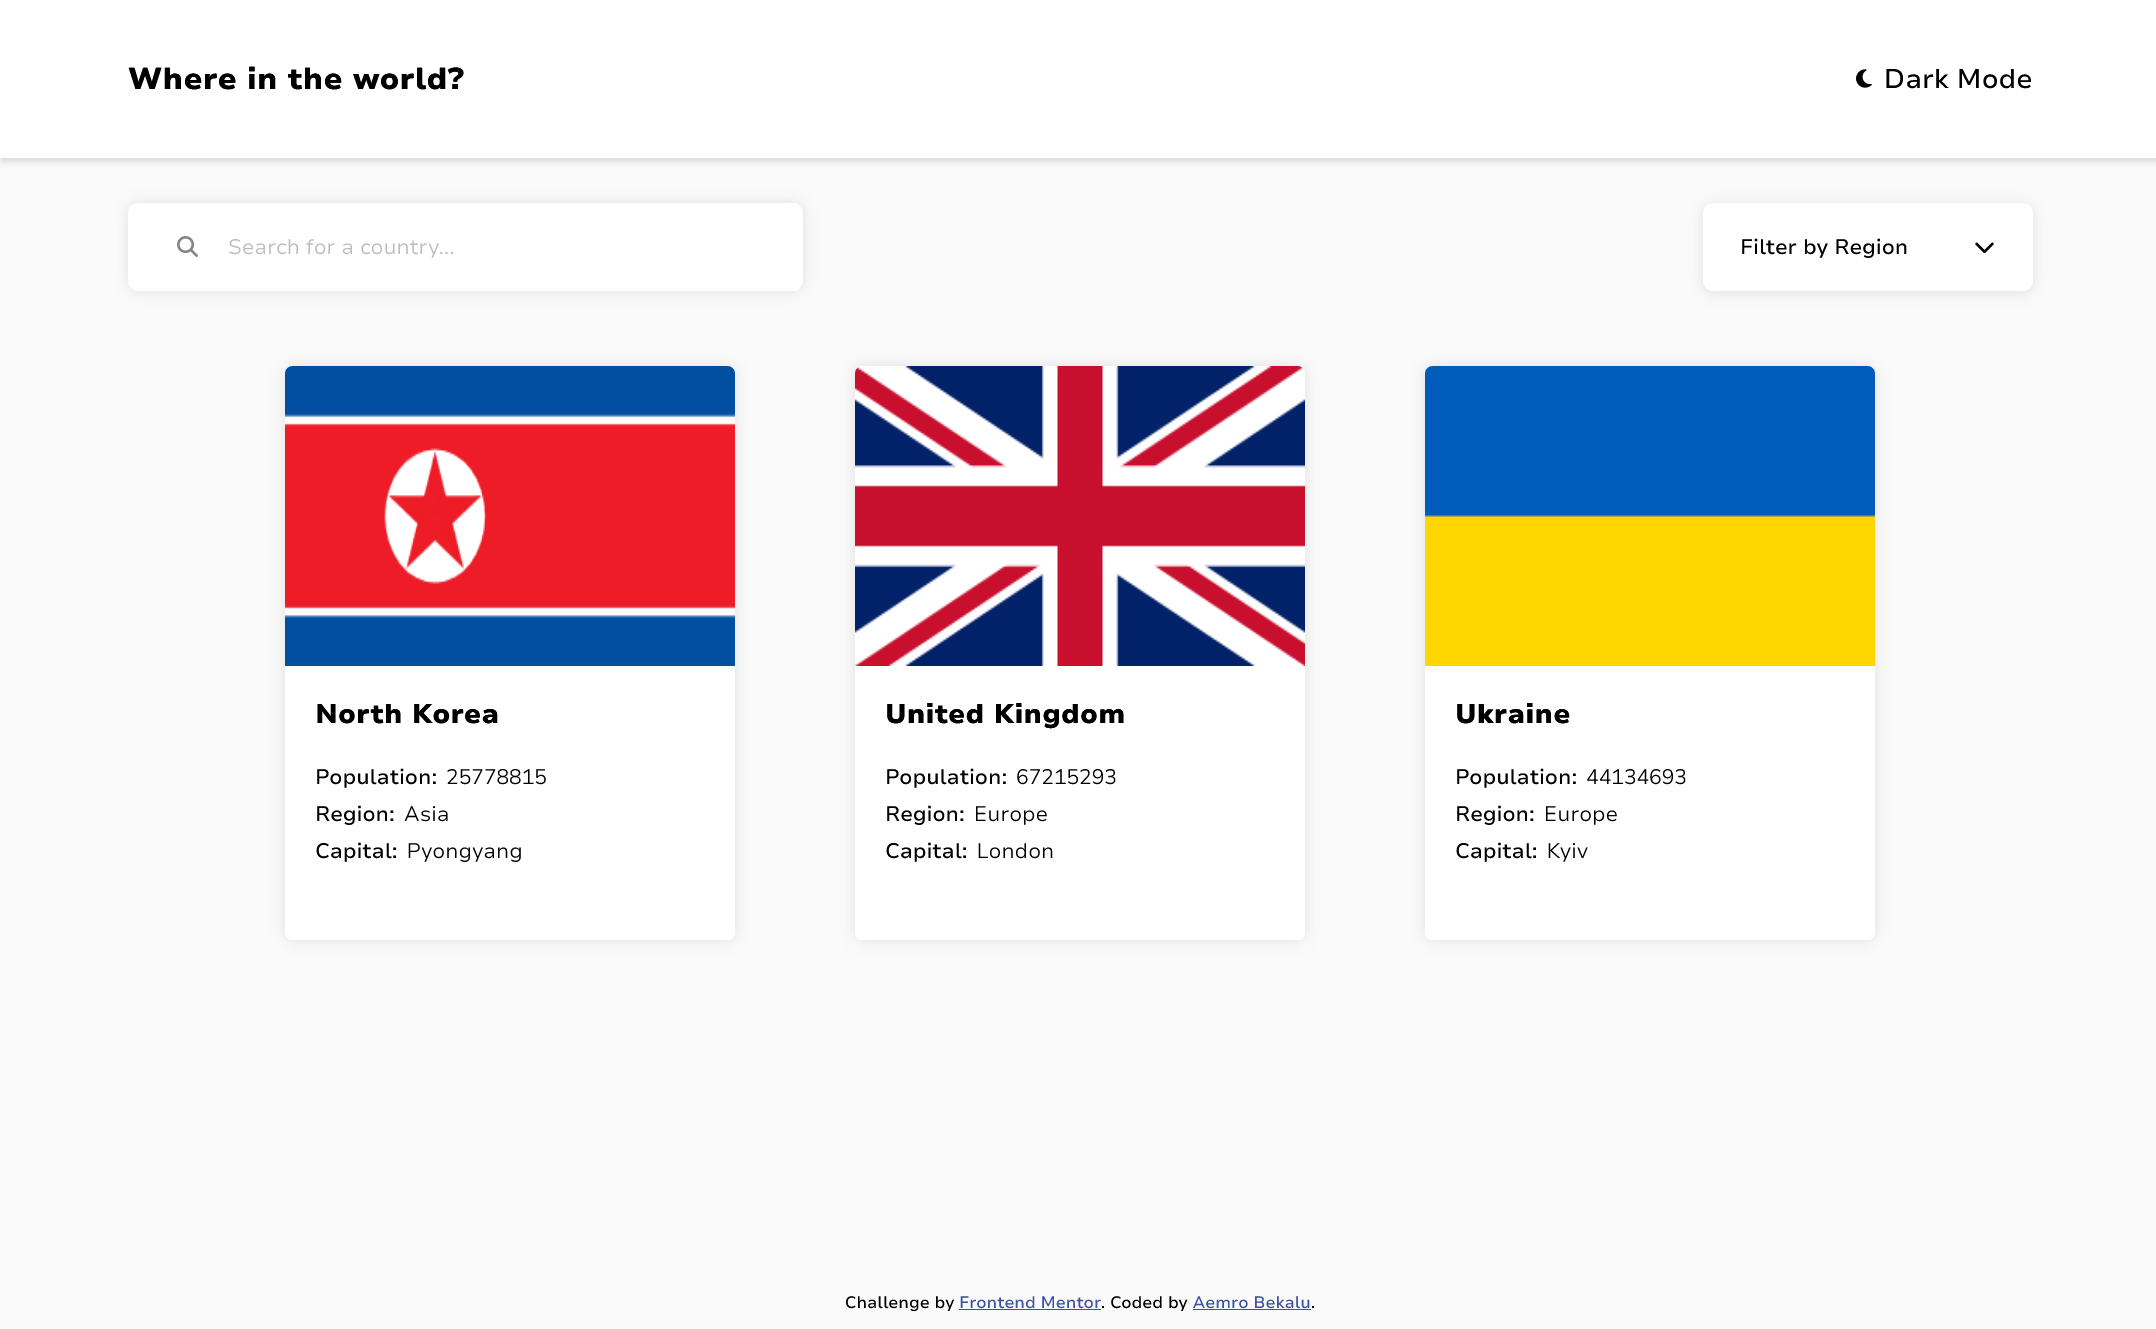 Where in the world?
Dark Mode
Search for a country...
Filter by Region
North Korea
Population: 25778815
Region: Asia
Capital: Pyongyang
United Kingdom
Population: 67215293
Region: Europe
Capital: London
Ukraine
Population: 44134693
Region: Europe
Capital: Kyiv
Challenge by Frontend Mentor. Coded by Aemro Bekalu.